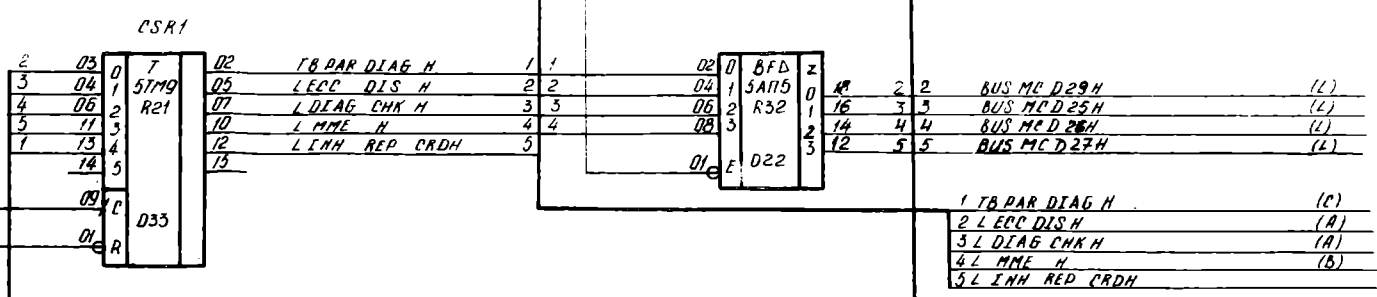 CSR1
2 03 0 T 02 TB PAR DIAG H 1 1 02 0 BFD Z
3 04 1 5TM9 05 L ECC DIS H 2 2 04 1 5АП5 0 18 2 2 BUS MC D29H (L)
4 06 2 R21 07 L DIAG CHK H 3 3 06 2 R32 1 16 3 3 BUS MC D25H (L)
5 11 3 10 L MME H 4 4 08 3 2 14 4 4 BUS MC D26H (L)
1 13 4 12 L INH REP CRDH 5 3 12 5 5 BUS MC D27H (L)
14 5 15
01 E D22
09 C D33
01 R
1 TB PAR DIAG H (C)
2 L ECC DIS H (A)
3 L DIAG CHK H (A)
4 L MME H (B)
5 L INH REP CRDH